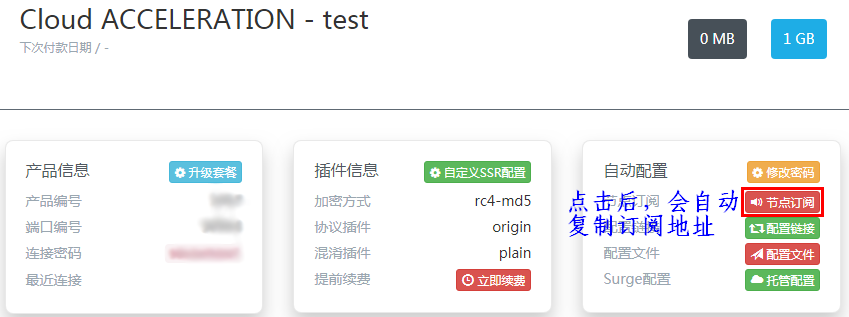 Cloud ACCELERATION - test
下次付款日期 / -
0 MB
1 GB
产品信息
升级套餐
产品编号
端口编号
连接密码
最近连接
插件信息
自定义SSR配置
加密方式
rc4-md5
协议插件
origin
混淆插件
plain
提前续费
立即续费
自动配置
修改密码
节点订阅
节点订阅
点击后，会自动
复制订阅地址
配置链接
配置文件
配置文件
Surge配置
托管配置